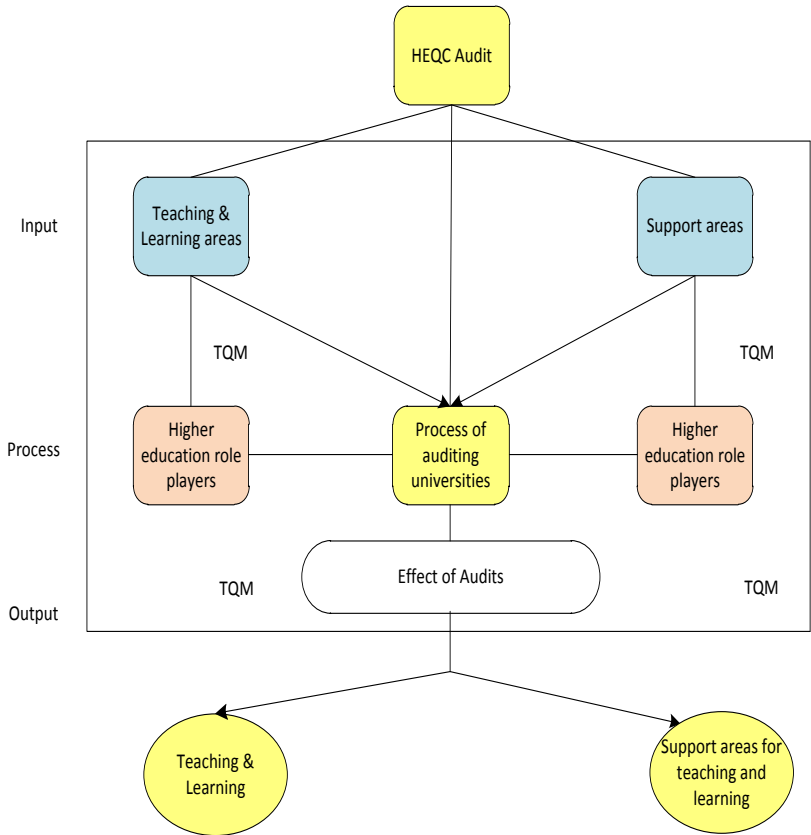 HEQC Audit
Input
Teaching &
Learning areas
Support areas
TQM
TQM
Process
Higher
education role
players
Process of
auditing
universities
Higher
education role
players
Effect of Audits
TQM
TQM
Output
Teaching &
Learning
Support areas for
teaching and
learning